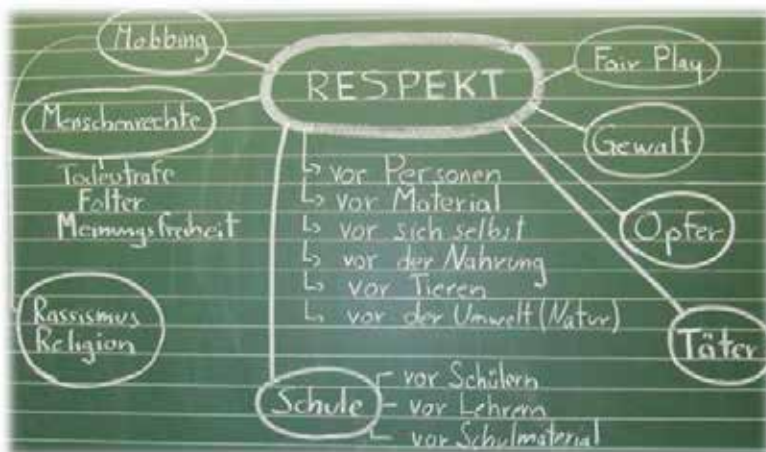 Mobbing
RESPEKT
Fair Play
Menschenrechte
Gewalt
Todeutrafe
Folter
Meinungsfreiheit
vor Personen
vor Material
vor sich selbst
vor der Nahrung
vor Tieren
vor der Umwelt (Natur)
Opfer
Täter
Rassismus
Religion
Schule
vor Schülern
vor Lehrern
vor Schulmaterial